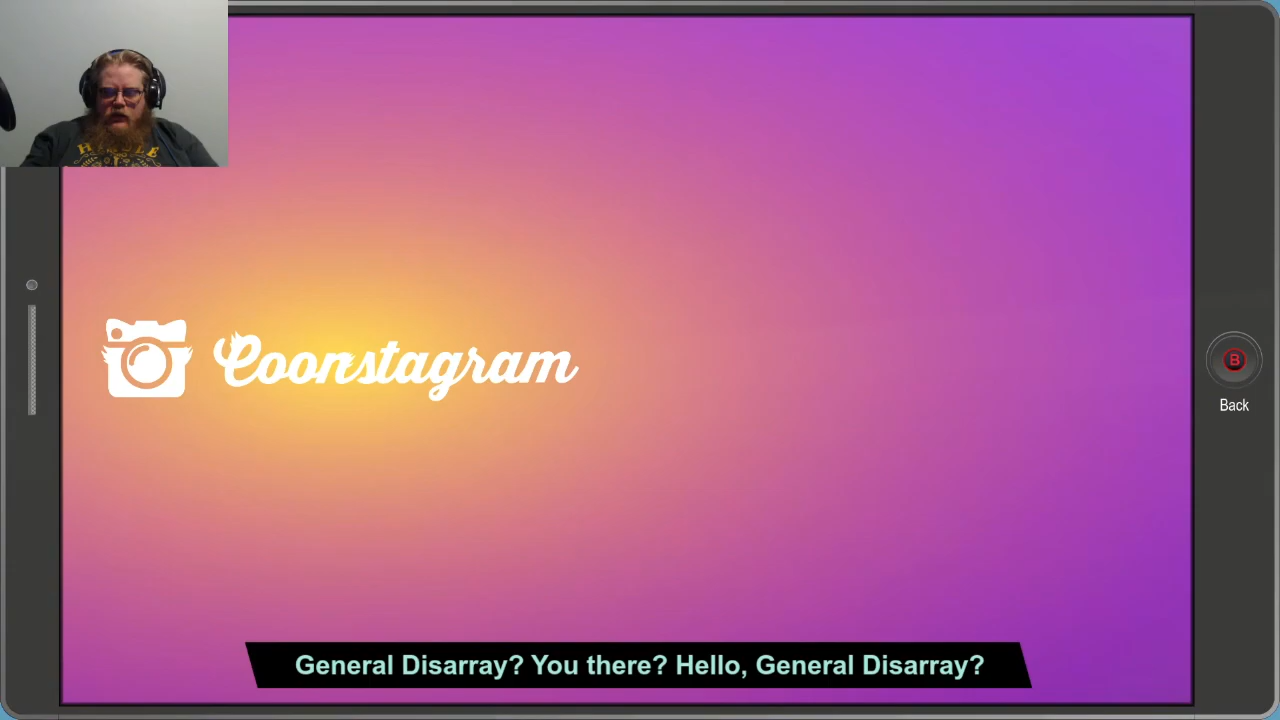 Coonstagram
B
Back
General Disarray? You there? Hello, General Disarray?